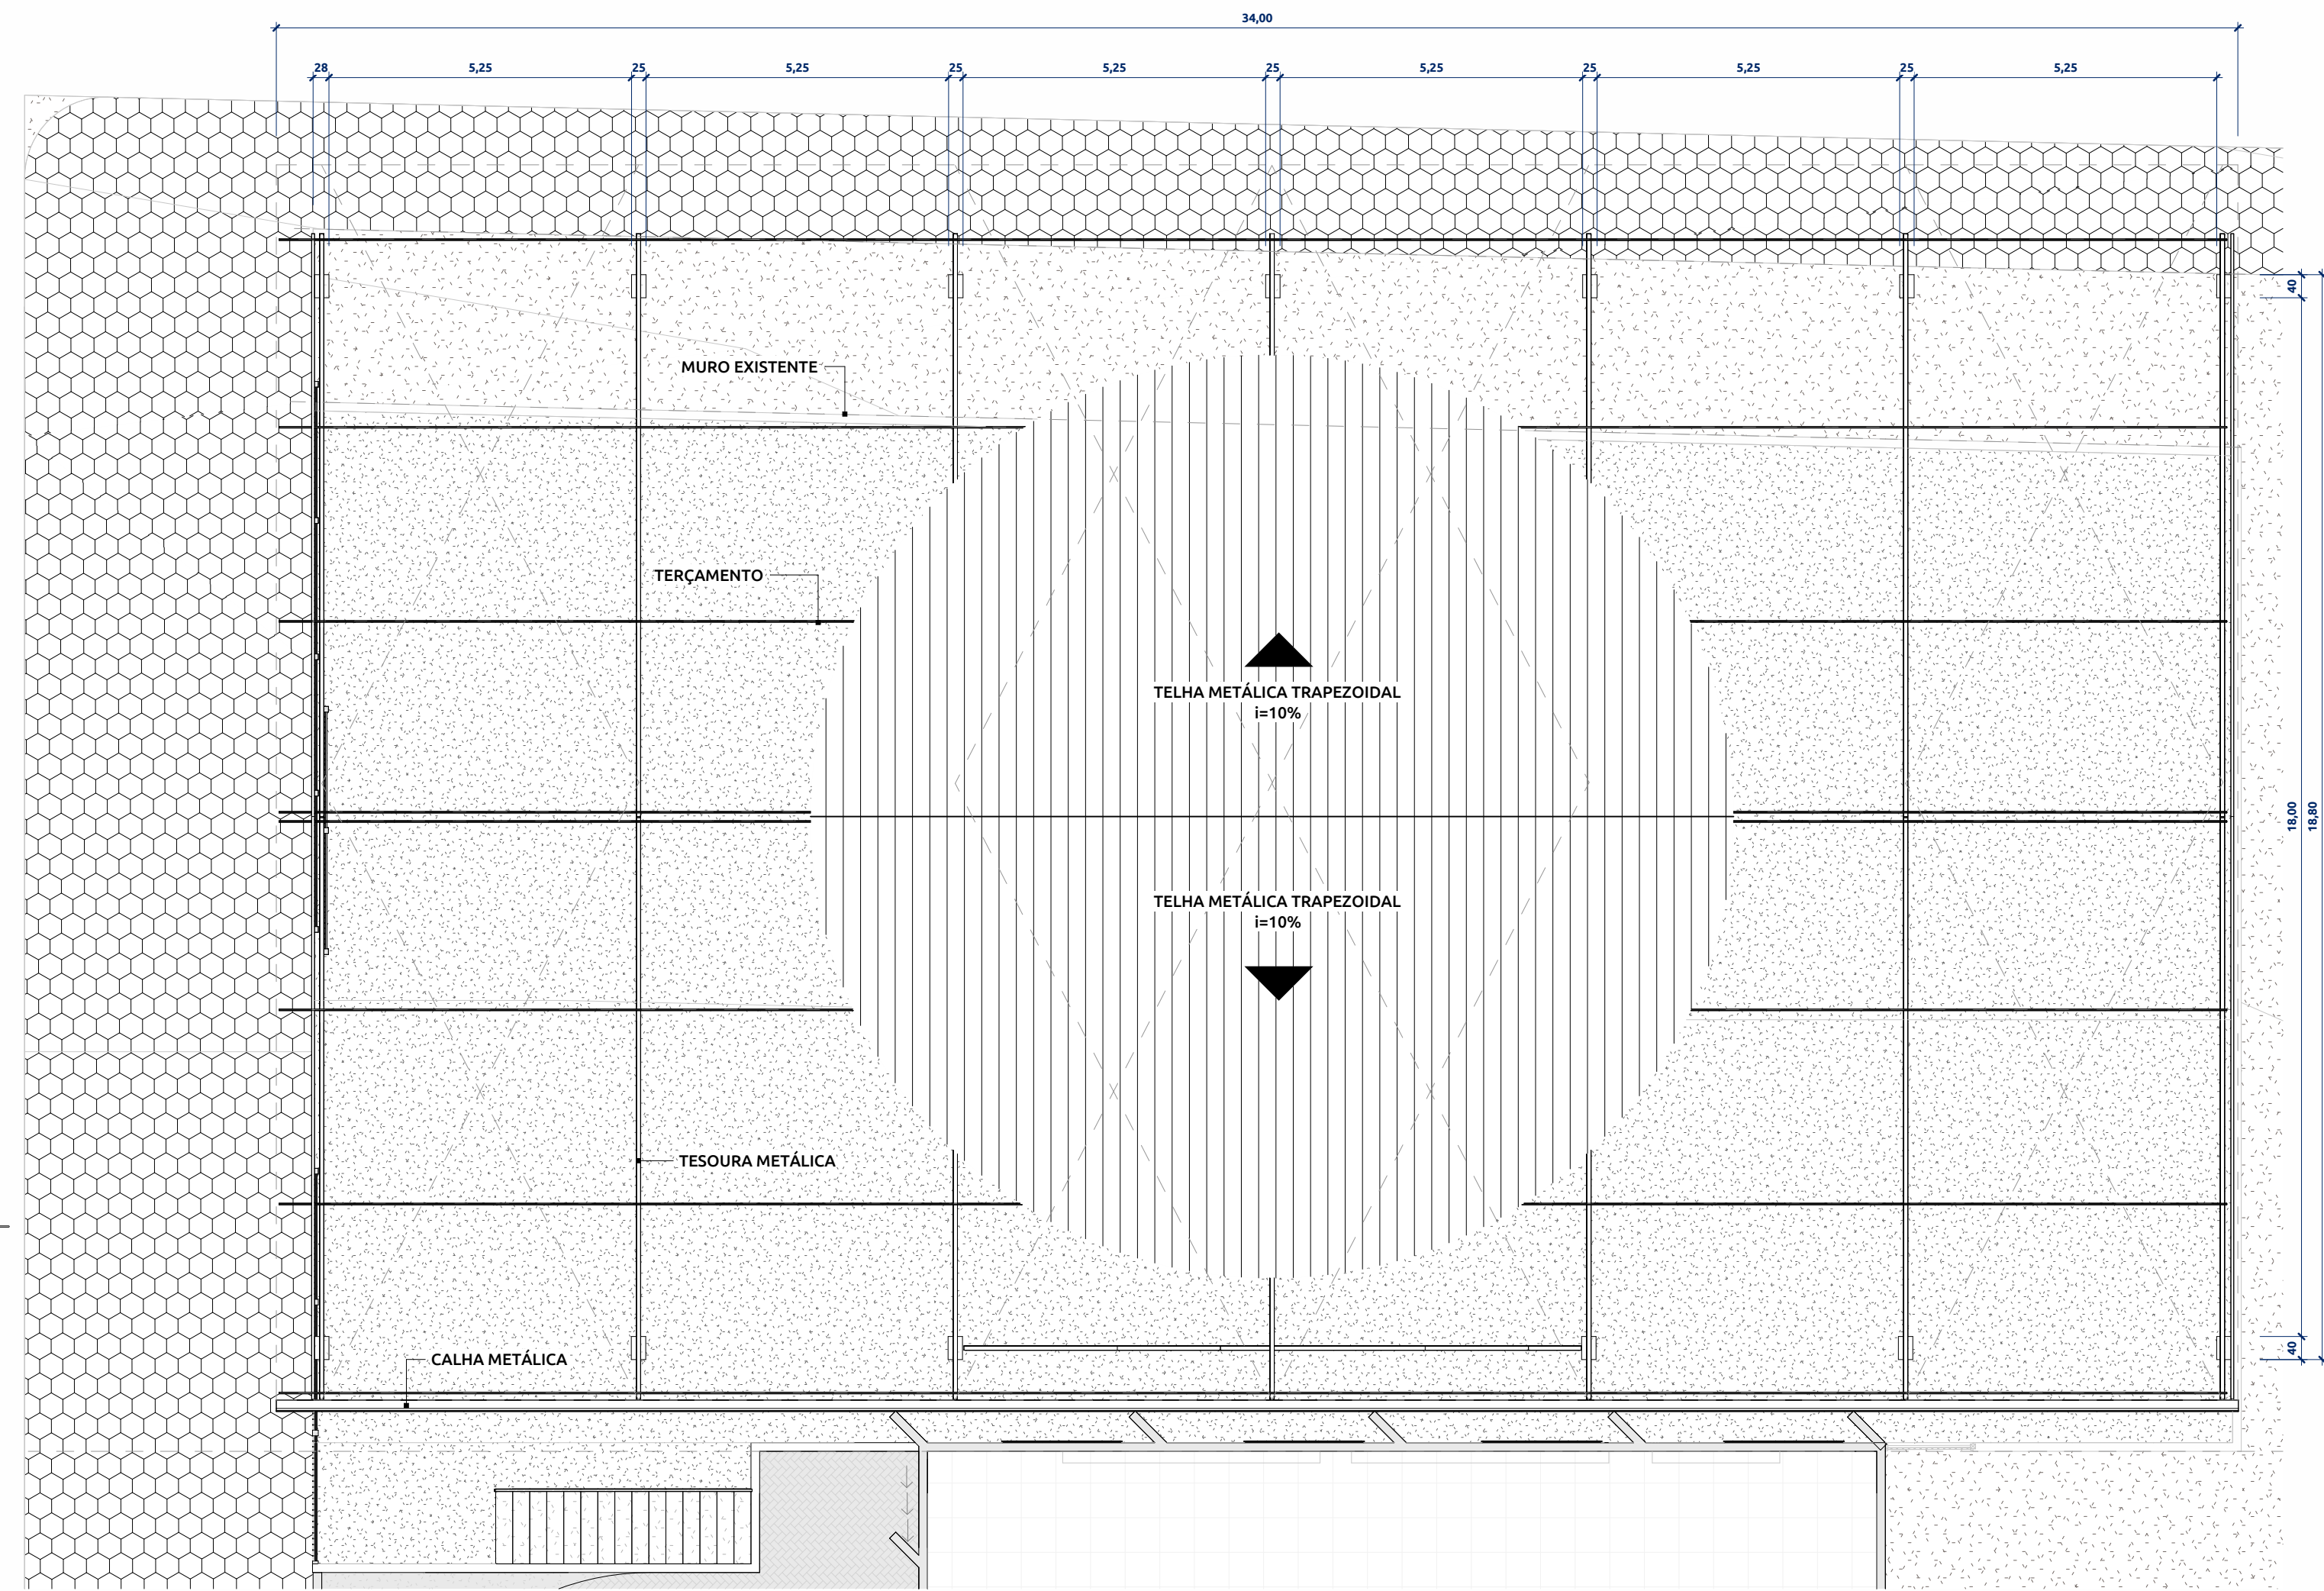 34,00
28 5,25 25 5,25 25 5,25 25 5,25 25 5,25 25 5,25
40
MURO EXISTENTE
TERÇAMENTO
TELHA METÁLICA TRAPEZOIDAL
i=10%
18,00 18,80
TELHA METÁLICA TRAPEZOIDAL
i=10%
TESOURA METÁLICA
40
CALHA METÁLICA